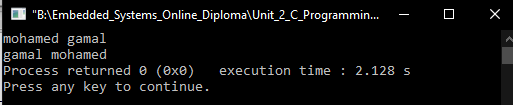 "B:\Embedded_Systems_Online_Diploma\Unit_2_C_Programmin...
mohamed gamal
gamal mohamed
Process returned 0 (0x0)   execution time : 2.128 s
Press any key to continue.